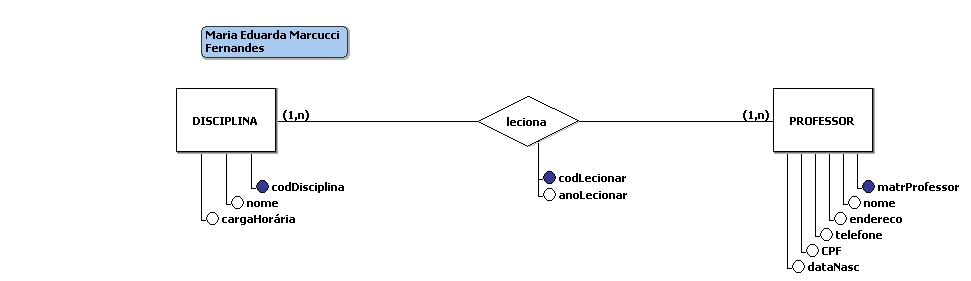 Maria Eduarda Marcucci
Fernandes
DISCIPLINA
(1,n)
leciona
(1,n)
PROFESSOR
codDisciplina
nome
cargaHorária
codLecionar
anoLecionar
matrProfessor
nome
endereco
telefone
CPF
dataNasc